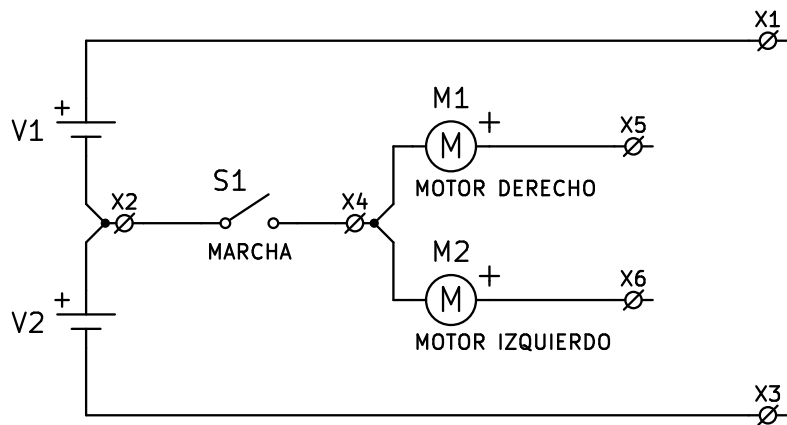 X1
M1
+
+
X5
V1
M
S1
MOTOR DERECHO
X2
X4
MARCHA
M2
+
X6
+
M
V2
MOTOR IZQUIERDO
X3